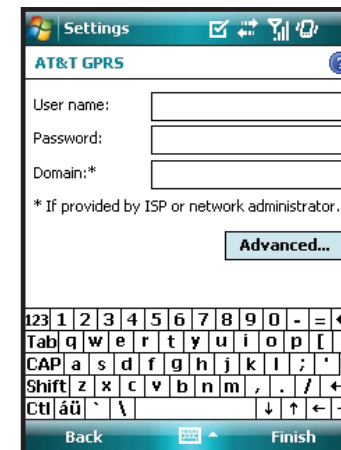 Settings
AT&T GPRS
User name:
Password:
Domain:*
* If provided by ISP or network administrator.
Advanced...
123 1 2 3 4 5 6 7 8 9 0 - =
Tab q w e r t y u i o p [
CAP a s d f g h j k l ; '
Shift z x c v b n m , . /
Ctl áü ` \ ↓ ↑ ←
Back Finish